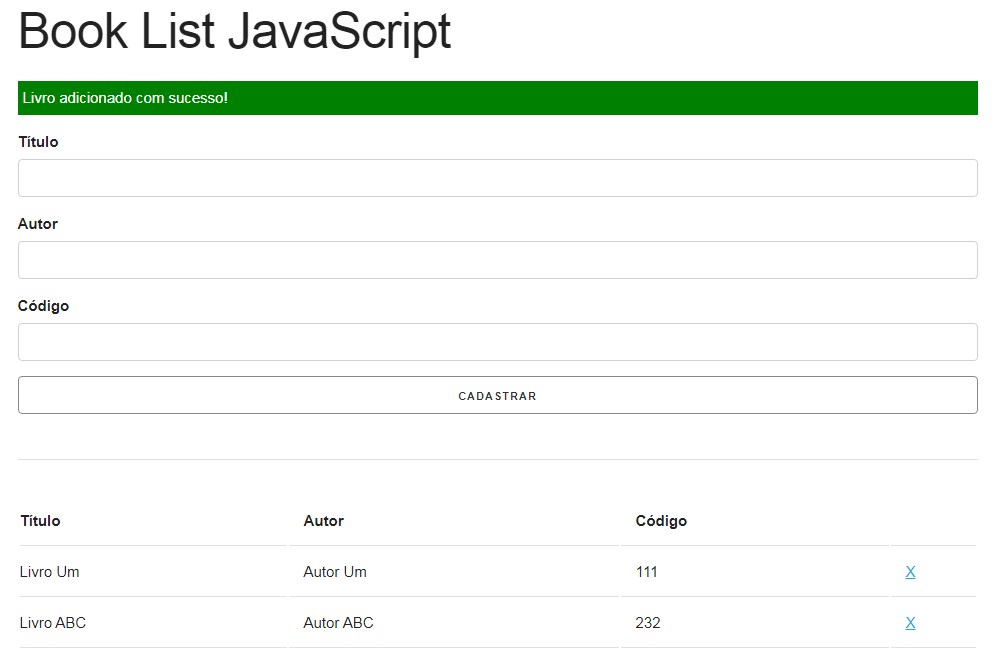 Book List JavaScript
Livro adicionado com sucesso!
Título
Autor
Código
CADASTRAR
Título Autor Código
Livro Um Autor Um 111 X
Livro ABC Autor ABC 232 X